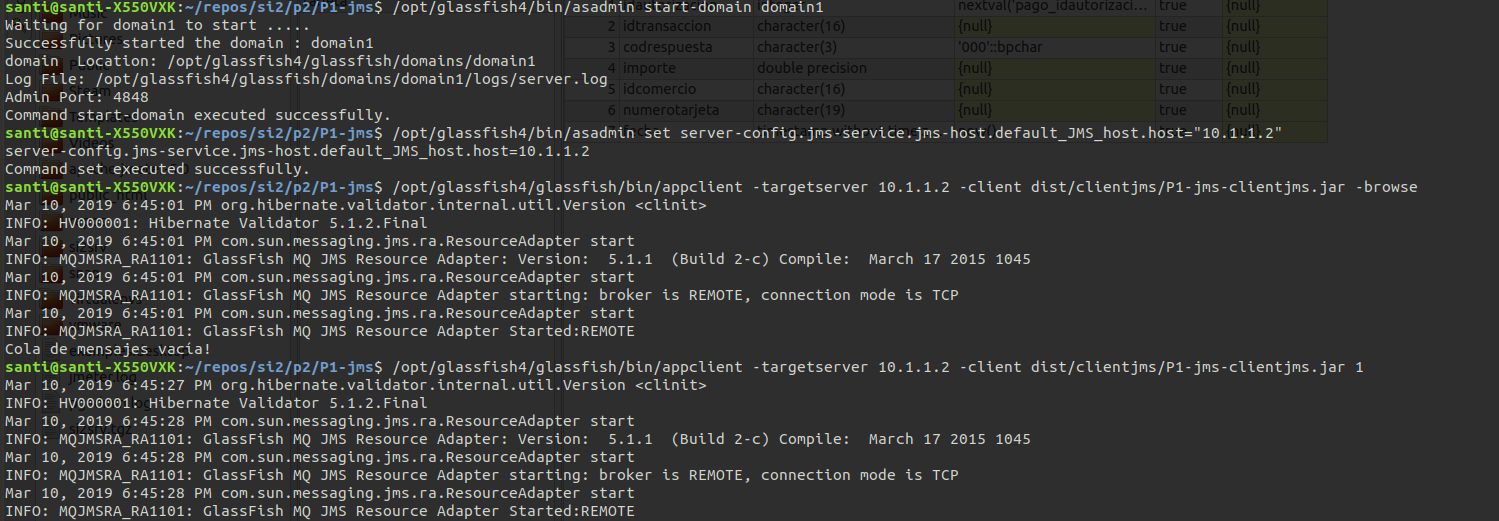 santi@santi-X550VXK:~/repos/si2/p2/P1-jms$ /opt/glassfish4/bin/asadmin start-domain domain1
Waiting for domain1 to start .....
Successfully started the domain : domain1
domain  Location: /opt/glassfish4/glassfish/domains/domain1
Log File: /opt/glassfish4/glassfish/domains/domain1/logs/server.log
Admin Port: 4848
Command start-domain executed successfully.
santi@santi-X550VXK:~/repos/si2/p2/P1-jms$ /opt/glassfish4/bin/asadmin set server-config.jms-service.jms-host.default_JMS_host.host="10.1.1.2"
server-config.jms-service.jms-host.default_JMS_host.host=10.1.1.2
Command set executed successfully.
santi@santi-X550VXK:~/repos/si2/p2/P1-jms$ /opt/glassfish4/glassfish/bin/appclient -targetserver 10.1.1.2 -client dist/clientjms/P1-jms-clientjms.jar -browse
Mar 10, 2019 6:45:01 PM org.hibernate.validator.internal.util.Version <clinit>
INFO: HV000001: Hibernate Validator 5.1.2.Final
Mar 10, 2019 6:45:01 PM com.sun.messaging.jms.ra.ResourceAdapter start
INFO: MQJMSRA_RA1101: GlassFish MQ JMS Resource Adapter: Version:  5.1.1  (Build 2-c) Compile:  March 17 2015 1045
Mar 10, 2019 6:45:01 PM com.sun.messaging.jms.ra.ResourceAdapter start
INFO: MQJMSRA_RA1101: GlassFish MQ JMS Resource Adapter starting: broker is REMOTE, connection mode is TCP
Mar 10, 2019 6:45:01 PM com.sun.messaging.jms.ra.ResourceAdapter start
INFO: MQJMSRA_RA1101: GlassFish MQ JMS Resource Adapter Started:REMOTE
Cola de mensajes vacia!
santi@santi-X550VXK:~/repos/si2/p2/P1-jms$ /opt/glassfish4/glassfish/bin/appclient -targetserver 10.1.1.2 -client dist/clientjms/P1-jms-clientjms.jar 1
Mar 10, 2019 6:45:27 PM org.hibernate.validator.internal.util.Version <clinit>
INFO: HV000001: Hibernate Validator 5.1.2.Final
Mar 10, 2019 6:45:28 PM com.sun.messaging.jms.ra.ResourceAdapter start
INFO: MQJMSRA_RA1101: GlassFish MQ JMS Resource Adapter: Version:  5.1.1  (Build 2-c) Compile:  March 17 2015 1045
Mar 10, 2019 6:45:28 PM com.sun.messaging.jms.ra.ResourceAdapter start
INFO: MQJMSRA_RA1101: GlassFish MQ JMS Resource Adapter starting: broker is REMOTE, connection mode is TCP
Mar 10, 2019 6:45:28 PM com.sun.messaging.jms.ra.ResourceAdapter start
INFO: MQJMSRA_RA1101: GlassFish MQ JMS Resource Adapter Started:REMOTE
nextval('pago_idautorizaci... true {null}
2 idtransaccion character(16) {null} true {null}
3 codrespuesta character(3) '000'::bpchar true {null}
4 importe double precision {null} true {null}
5 idcomercio character(16) {null} true {null}
6 numerotarjeta character(19) {null} true {null}